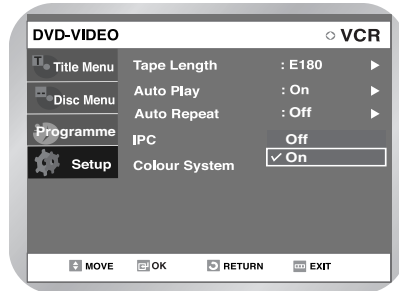 DVD-VIDEO VCR
Title Menu Tape Length : E180
Disc Menu Auto Play : On
Auto Repeat : Off
Programme IPC Off
✓ On
Setup Colour System
MOVE OK RETURN EXIT